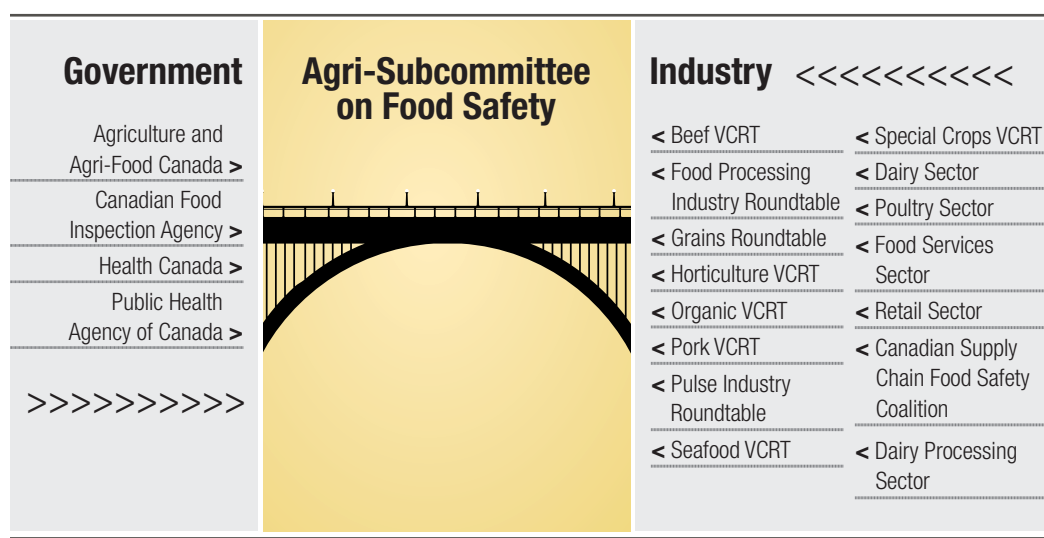 Government
Agriculture and
Agri-Food Canada >
Canadian Food
Inspection Agency >
Health Canada >
Public Health
Agency of Canada >
>>>>>>>>>>
Agri-Subcommittee
on Food Safety
Industry <<<<<<<<<<
< Beef VCRT
< Food Processing
Industry Roundtable
< Grains Roundtable
< Horticulture VCRT
< Organic VCRT
< Pork VCRT
< Pulse Industry
Roundtable
< Seafood VCRT
< Special Crops VCRT
< Dairy Sector
< Poultry Sector
< Food Services
Sector
< Retail Sector
< Canadian Supply
Chain Food Safety
Coalition
< Dairy Processing
Sector